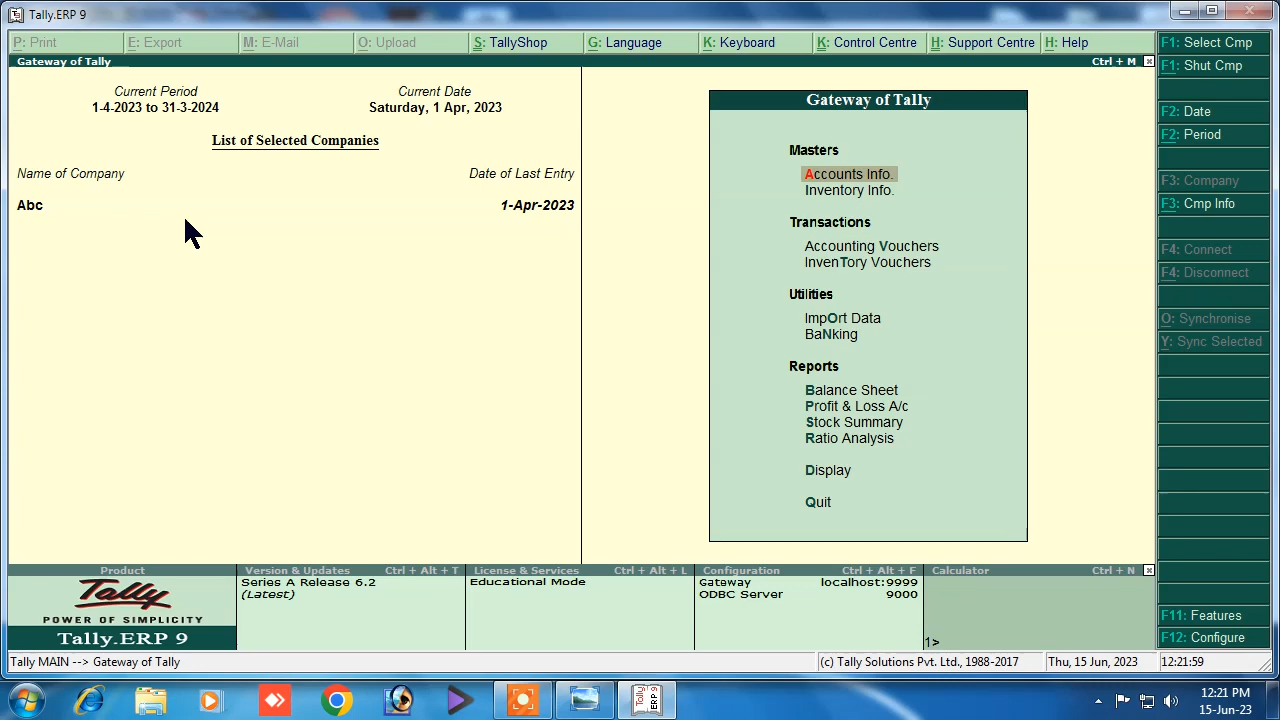 Tally.ERP 9
P: Print E: Export M: E-Mail O: Upload S: TallyShop G: Language K: Keyboard K: Control Centre H: Support Centre H: Help
Gateway of Tally Ctrl + M
Current Period Current Date
1-4-2023 to 31-3-2024 Saturday, 1 Apr, 2023
List of Selected Companies
Name of Company Date of Last Entry
Abc 1-Apr-2023
Gateway of Tally
Masters
Accounts Info.
Inventory Info.
Transactions
Accounting Vouchers
InvenTory Vouchers
Utilities
ImpOrt Data
BaNking
Reports
Balance Sheet
Profit & Loss A/c
Stock Summary
Ratio Analysis
Display
Quit
F1: Select Cmp
F1: Shut Cmp
F2: Date
F2: Period
F3: Company
F3: Cmp Info
F4: Connect
F4: Disconnect
O: Synchronise
Y: Sync Selected
F11: Features
F12: Configure
Product
Tally
POWER OF SIMPLICITY
Tally.ERP 9
Version & Updates Ctrl + Alt + T
Series A Release 6.2
(Latest)
License & Services Ctrl + Alt + L
Educational Mode
Configuration Ctrl + Alt + F
Gateway localhost:9999
ODBC Server 9000
Calculator Ctrl + N
1>
Tally MAIN --> Gateway of Tally (c) Tally Solutions Pvt. Ltd., 1988-2017 Thu, 15 Jun, 2023 12:21:59
Tally ERP 9
12:21 PM
15-Jun-23